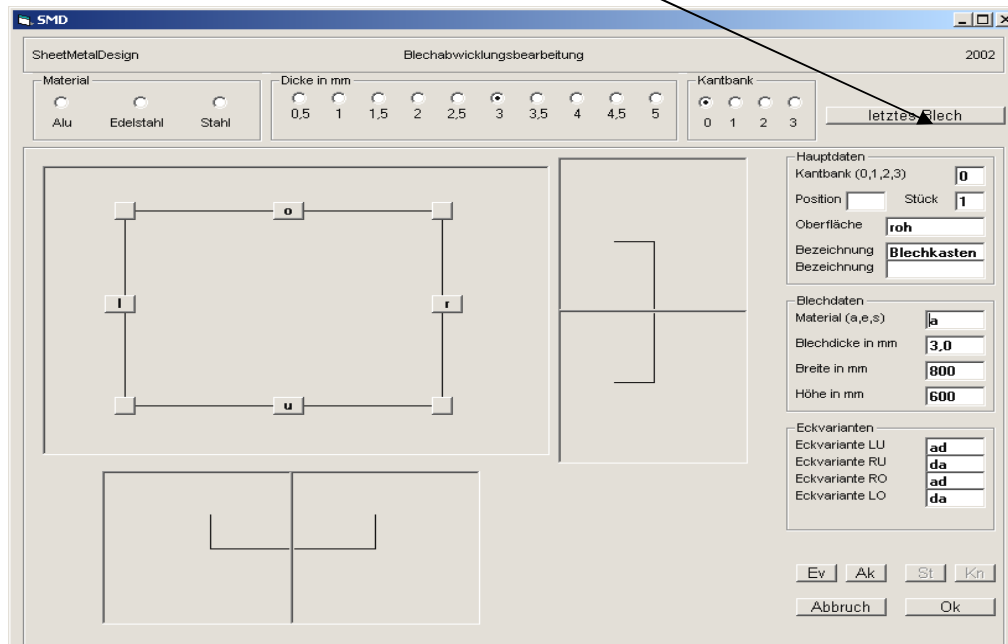 SMD
SheetMetalDesign Blechabwicklungsbearbeitung 2002
Material
Alu Edelstahl Stahl
Dicke in mm
0,5 1 1,5 2 2,5 3 3,5 4 4,5 5
Kantbank
0 1 2 3
letztes Blech
o
l r
u
Hauptdaten
Kantbank (0,1,2,3) 0
Position Stück 1
Oberfläche roh
Bezeichnung Blechkasten
Bezeichnung
Blechdaten
Material (a,e,s) a
Blechdicke in mm 3,0
Breite in mm 800
Höhe in mm 600
Eckvarianten
Eckvariante LU ad
Eckvariante RU da
Eckvariante RO ad
Eckvariante LO da
Ev Ak St Kn
Abbruch Ok